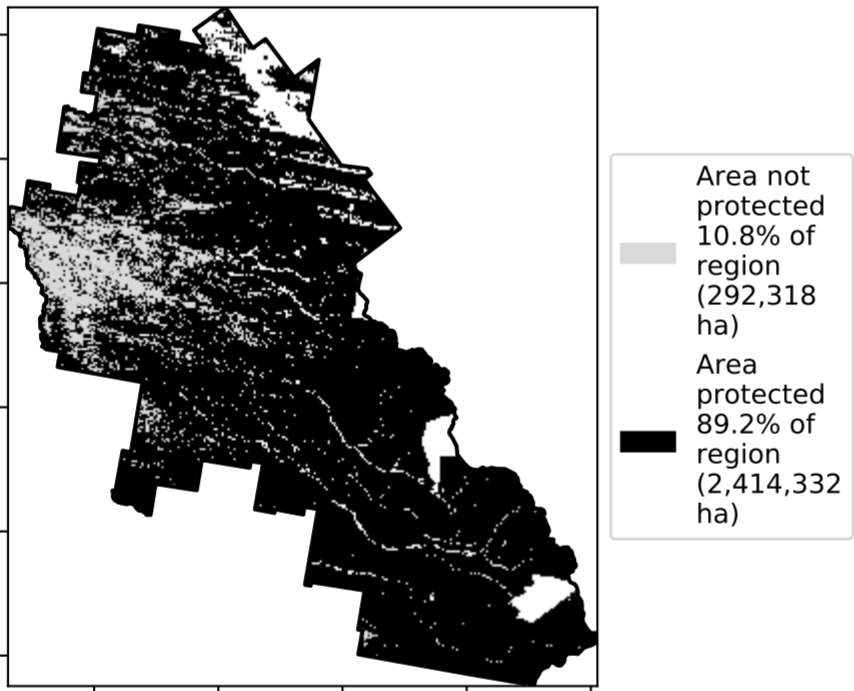 Area not
protected
10.8% of
region
(292,318
ha)
Area
protected
89.2% of
region
(2,414,332
ha)